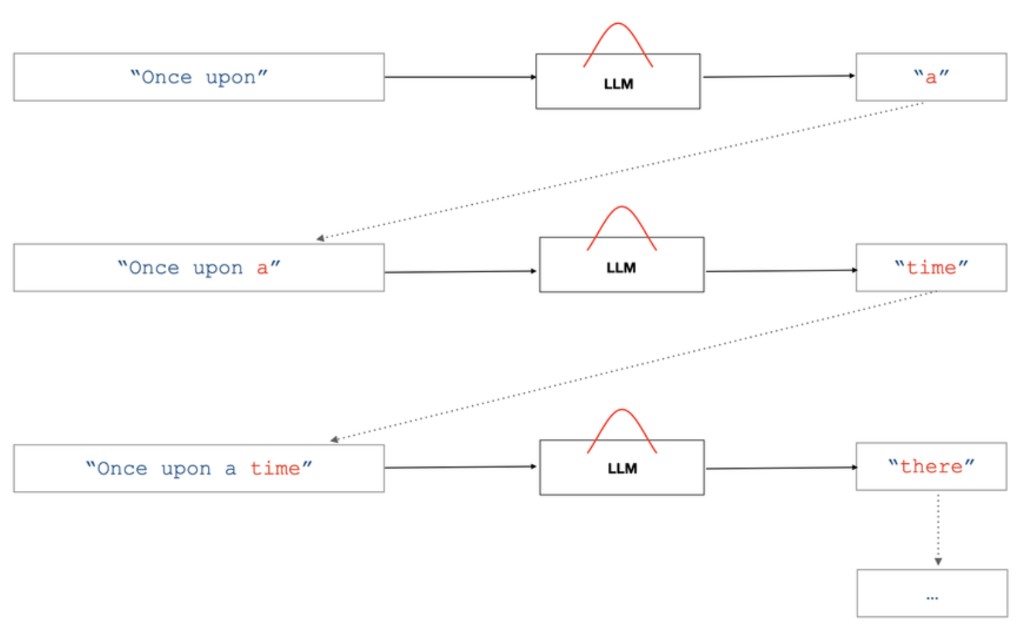 “Once upon”
LLM
“a”
“Once upon a”
LLM
“time”
“Once upon a time”
LLM
“there”
…